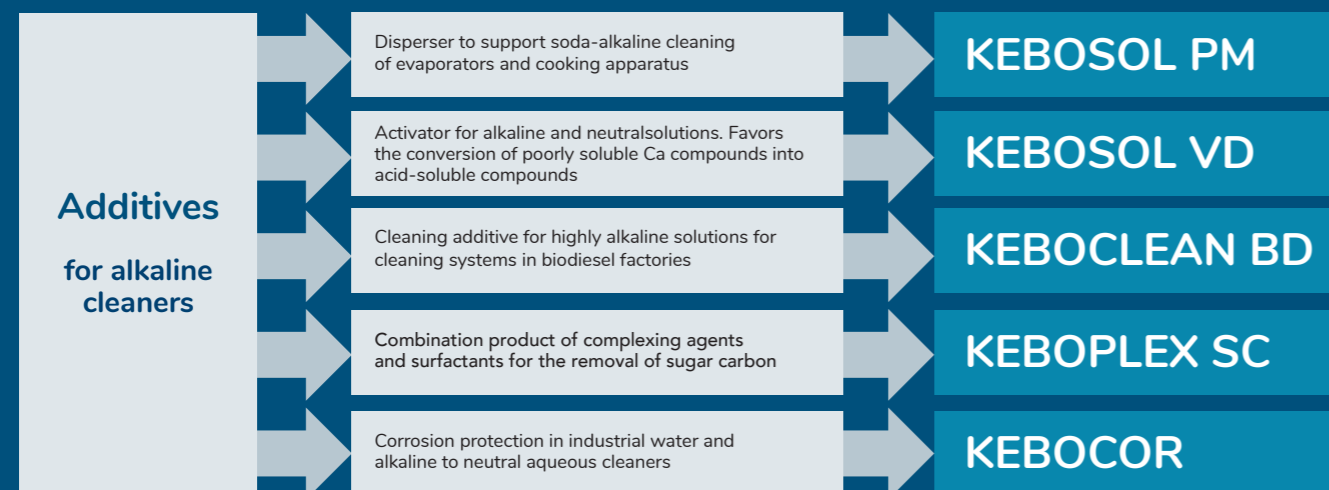 Additives
for alkaline
cleaners
Disperser to support soda-alkaline cleaning
of evaporators and cooking apparatus
KEBOSOL PM
Activator for alkaline and neutralsolutions. Favors
the conversion of poorly soluble Ca compounds into
acid-soluble compounds
KEBOSOL VD
Cleaning additive for highly alkaline solutions for
cleaning systems in biodiesel factories
KEBOCLEAN BD
Combination product of complexing agents
and surfactants for the removal of sugar carbon
KEBOPLEX SC
Corrosion protection in industrial water and
alkaline to neutral aqueous cleaners
KEBOCOR